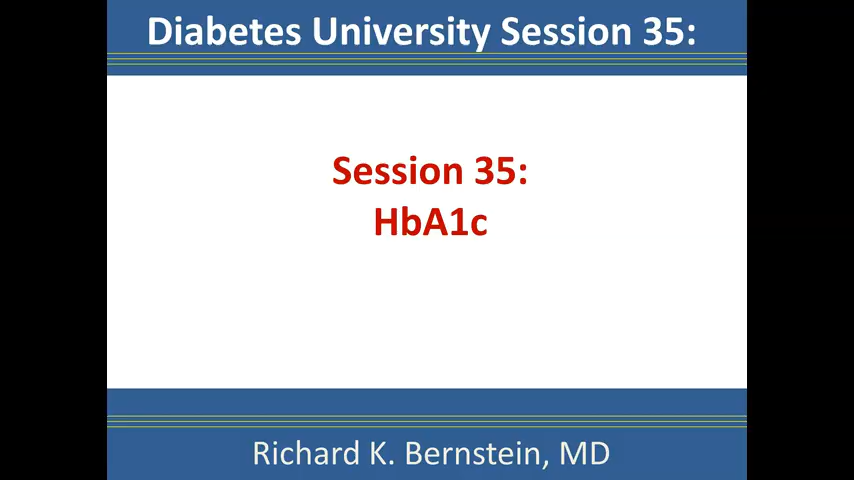 Diabetes University Session 35:
Session 35:
HbA1c
Richard K. Bernstein, MD